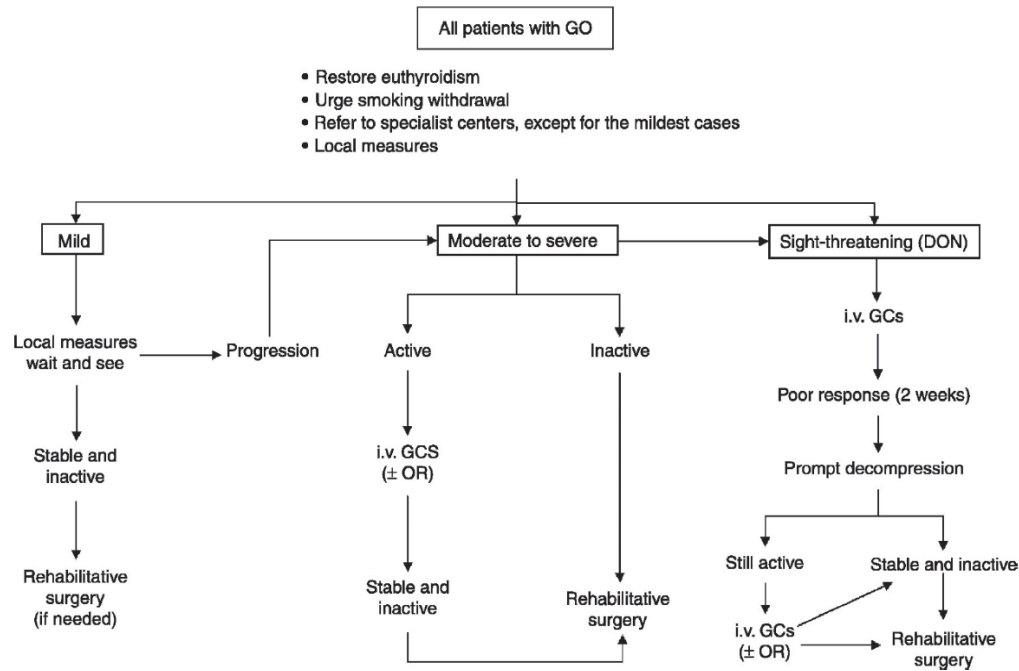 All patients with GO
• Restore euthyroidism
• Urge smoking withdrawal
• Refer to specialist centers, except for the mildest cases
• Local measures
Mild
Moderate to severe
Sight-threatening (DON)
Local measures
wait and see
Progression
Stable and
inactive
Rehabilitative
surgery
(if needed)
Active
i.v. GCS
(± OR)
Stable and
inactive
Inactive
Rehabilitative
surgery
i.v. GCs
Poor response (2 weeks)
Prompt decompression
Still active
i.v. GCs
(± OR)
Stable and inactive
Rehabilitative
surgery